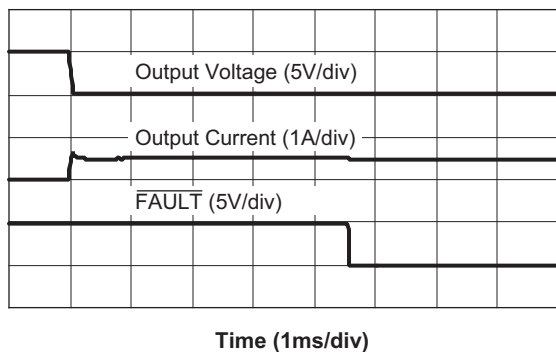 Output Voltage (5V/div)
Output Current (1A/div)
FAULT (5V/div)
Time (1ms/div)